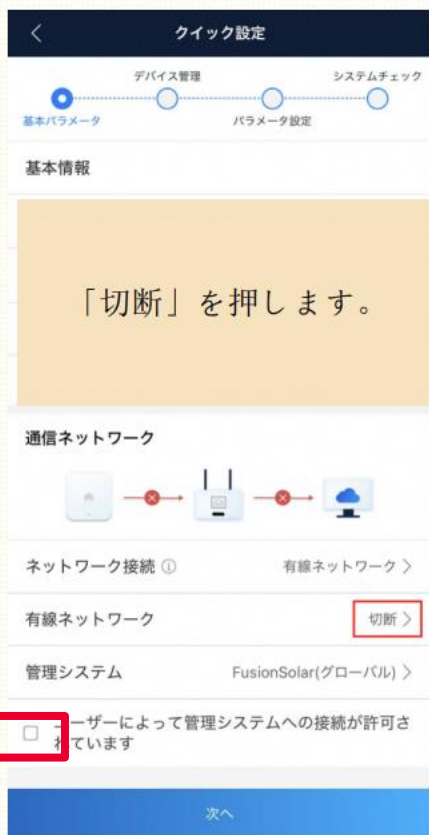 クイック設定
デバイス管理
システムチェック
基本パラメータ
パラメータ設定
基本情報
「切断」を押します。
通信ネットワーク
ネットワーク接続
有線ネットワーク
有線ネットワーク
切断
管理システム
FusionSolar(グローバル)
ーザーによって管理システムへの接続が許可さ
れています
次へ